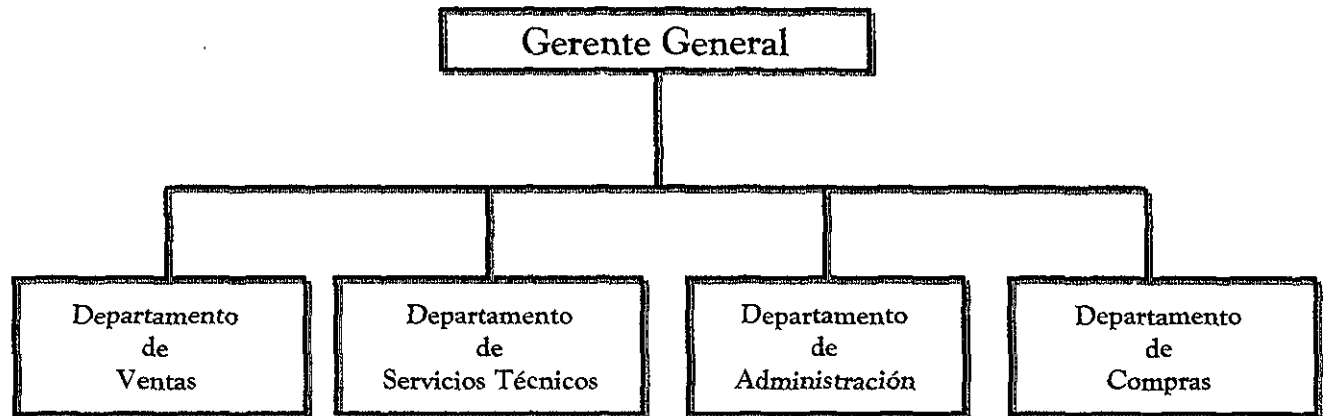 Gerente General
Departamento
de
Ventas
Departamento
de
Servicios Técnicos
Departamento
de
Administración
Departamento
de
Compras